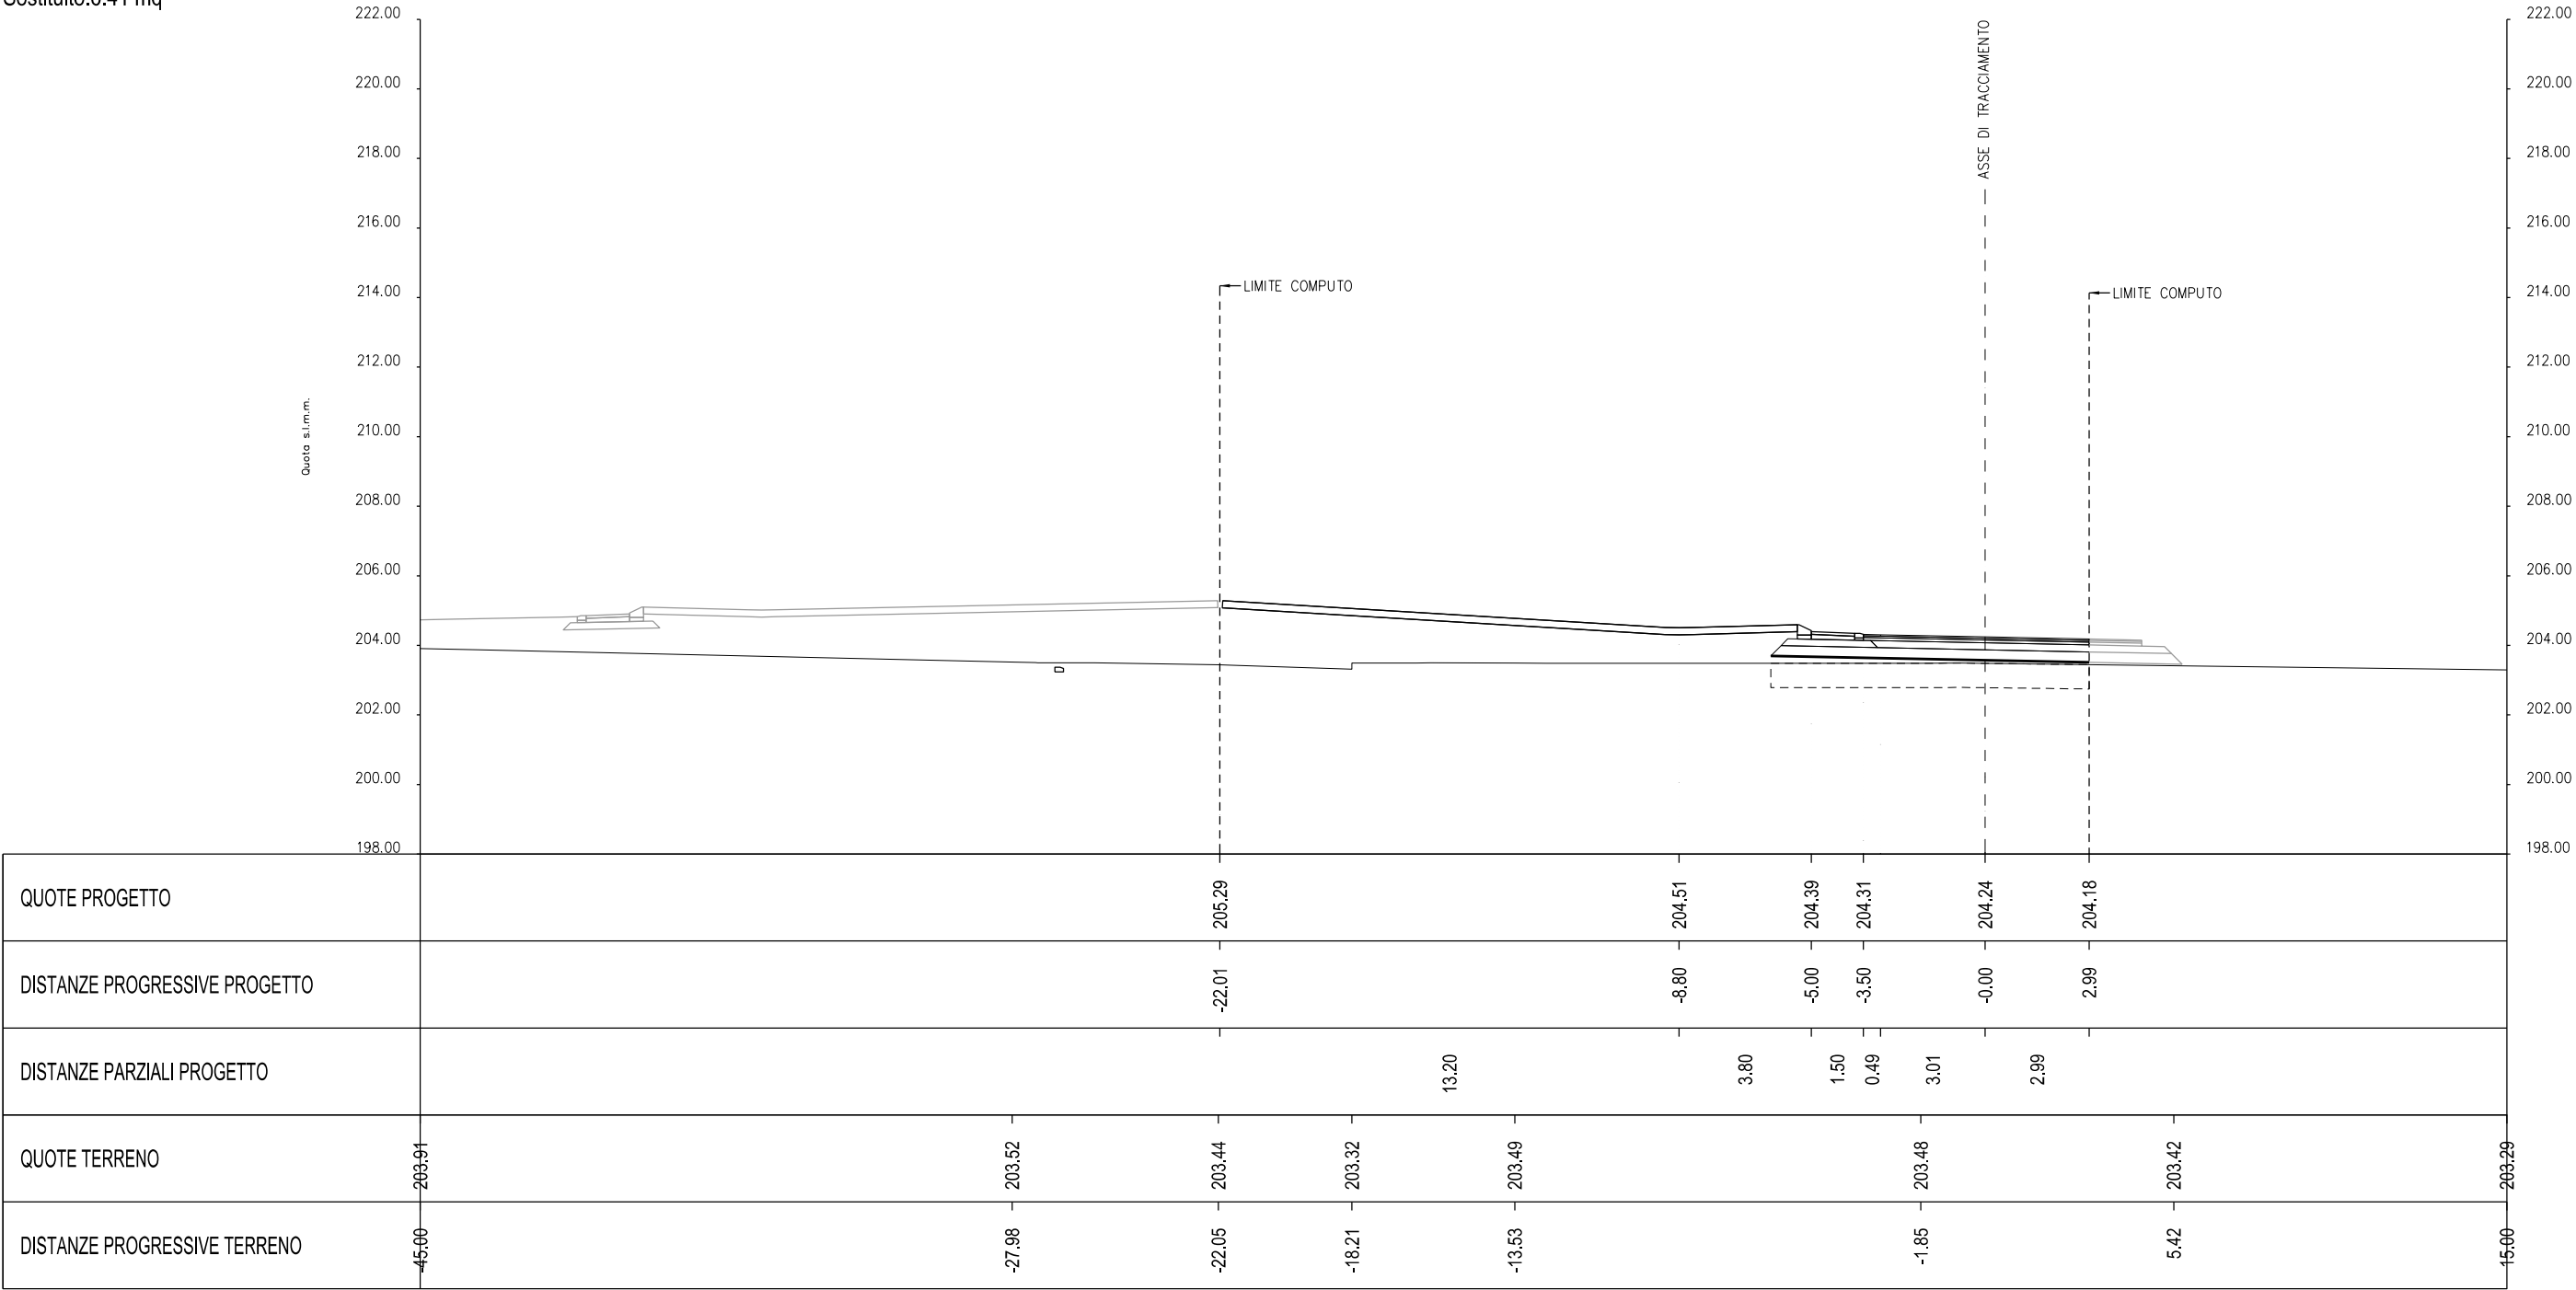 222.00 222.00
220.00 220.00
218.00 218.00
216.00 216.00
214.00 214.00
212.00 212.00
210.00 210.00
208.00 208.00
206.00 206.00
204.00 204.00
202.00 202.00
200.00 200.00
198.00 198.00
Quota s.l.m.m.
ASSE DI TRACCIAMENTO
LIMITE COMPUTO
LIMITE COMPUTO
QUOTE PROGETTO 205.29 204.51 204.39 204.31 204.24 204.18
DISTANZE PROGRESSIVE PROGETTO -22.01 -8.80 -5.00 -3.50 -0.00 2.99
DISTANZE PARZIALI PROGETTO 13.20 3.80 1.50 0.49 3.01 2.99
QUOTE TERRENO 203.91 203.52 203.44 203.32 203.49 203.48 203.42 203.29
DISTANZE PROGRESSIVE TERRENO -45.00 -27.98 -22.05 -18.21 -13.53 -1.85 5.42 15.00